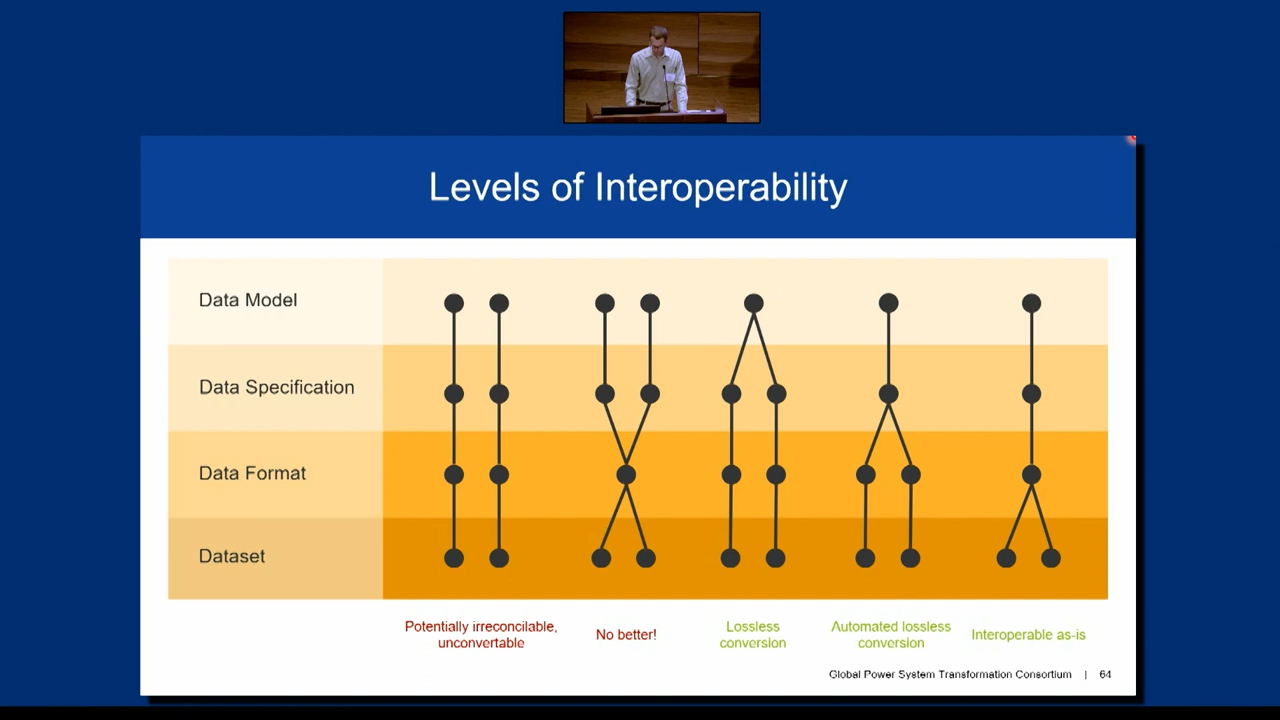 Levels of Interoperability
Data Model
Data Specification
Data Format
Dataset
Potentially irreconcilable,
unconvertable
No better!
Lossless
conversion
Automated lossless
conversion
Interoperable as-is
Global Power System Transformation Consortium | 64